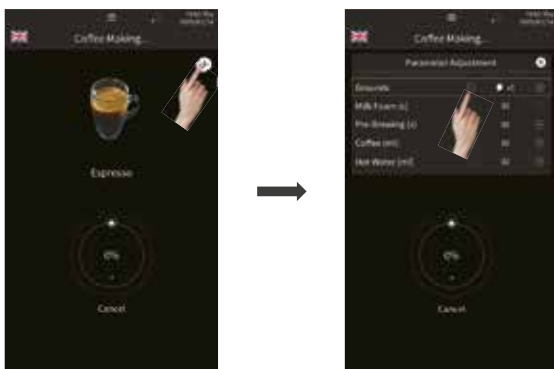 Coffee Making...
Espresso
0%
Cancel
Coffee Making...
Parameter Adjustment
Grounds
Milk Foam (s)
Pre-Brewing (s)
Coffee (ml)
Hot Water (ml)
0%
Cancel